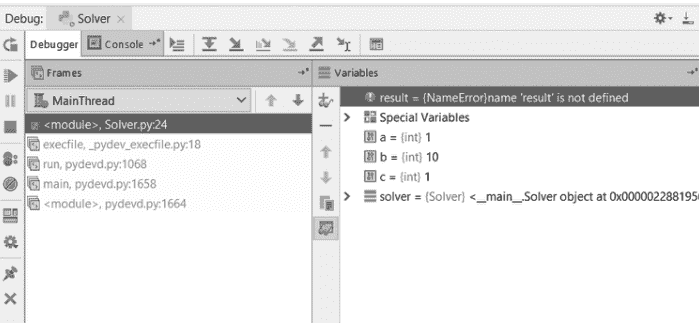 Debug: Solver
Debugger Console
Frames
Variables
MainThread
<module>, Solver.py:24
execfile, _pydev_execfile.py:18
run, pydevd.py:1068
main, pydevd.py:1658
<module>, pydevd.py:1664
result = {NameError}name 'result' is not defined
Special Variables
a = {int} 1
b = {int} 10
c = {int} 1
solver = {Solver} <__main__.Solver object at 0x0000022881956